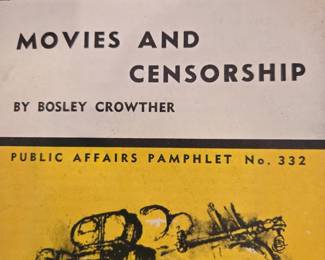 MOVIES AND
CENSORSHIP
BY BOSLEY CROWTHER
PUBLIC AFFAIRS PAMPHLET No. 332